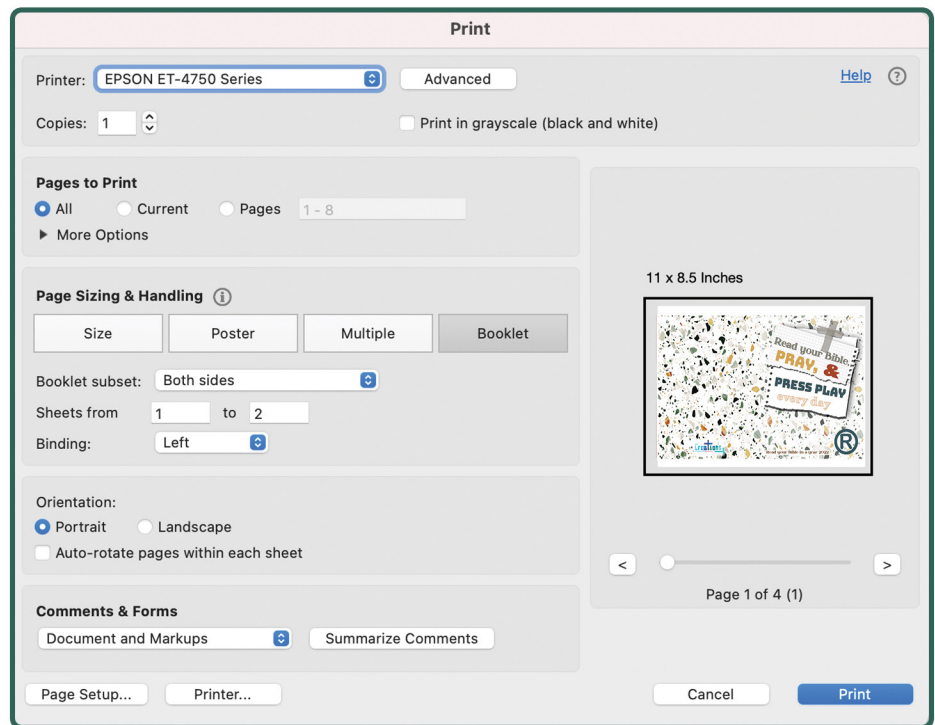 Print
Printer: EPSON ET-4750 Series Advanced Help ?
Copies: 1 Print in grayscale (black and white)
Pages to Print
All Current Pages 1 - 8
More Options
Page Sizing & Handling i
Size Poster Multiple Booklet
Booklet subset: Both sides
Sheets from 1 to 2
Binding: Left
Orientation:
Portrait Landscape
Auto-rotate pages within each sheet
Comments & Forms
Document and Markups Summarize Comments
Page Setup... Printer... Cancel Print
11 x 8.5 Inches
Read your Bible,
PRAY, &
PRESS PLAY
every day
Creations
®
< >
Page 1 of 4 (1)